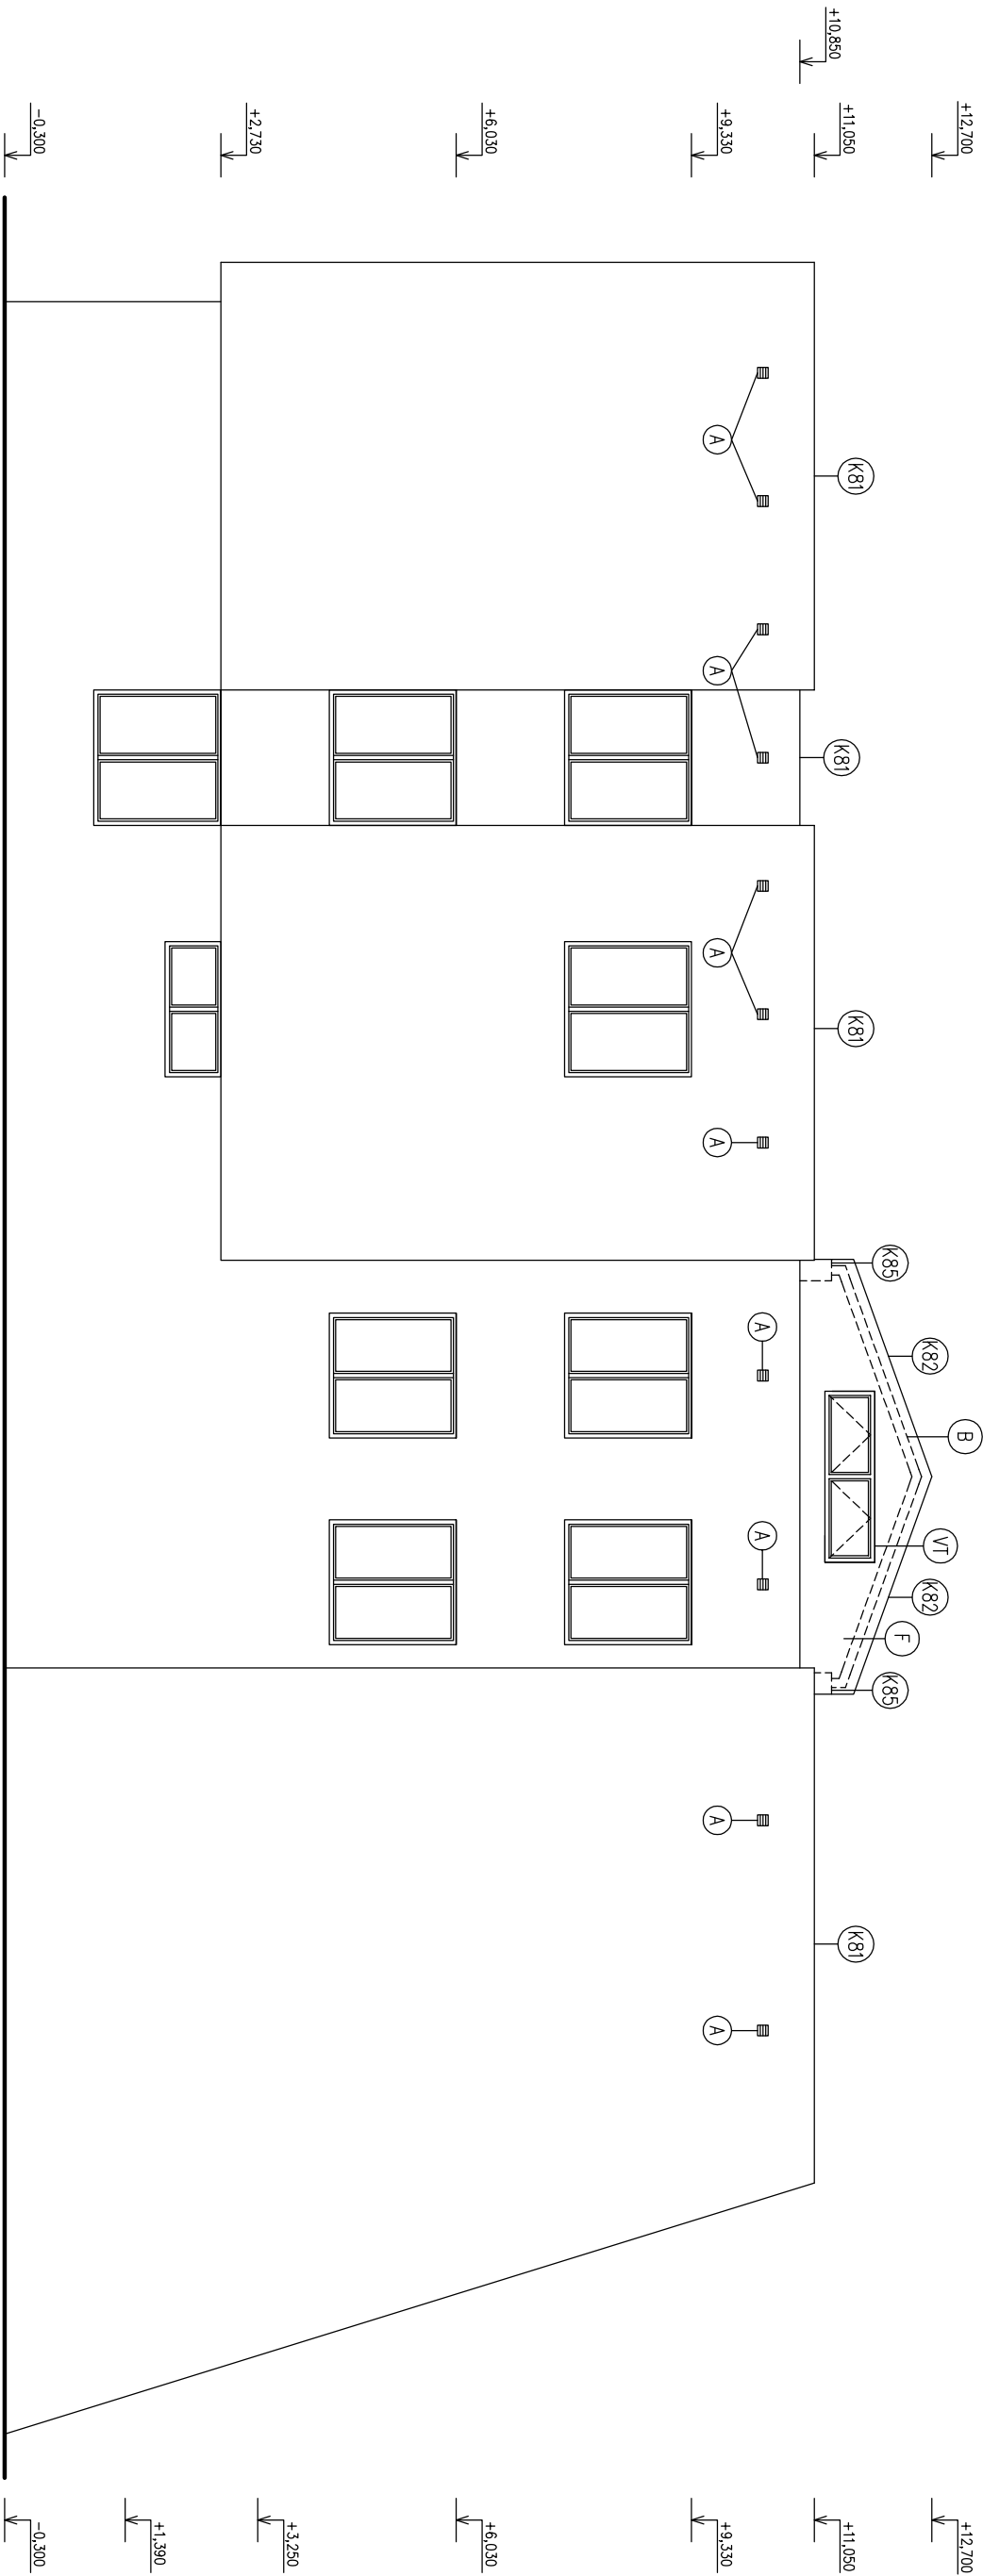 +12,700
B
+12,700
VT
K82
K82
F
K85
K85
+11,050
K81
K81
K81
+11,050
K81
+10,850
A
A
+9,330
A
A
A
A
A
A
+9,330
+6,030
+6,030
+3,250
+2,730
+1,390
-0,300
-0,300